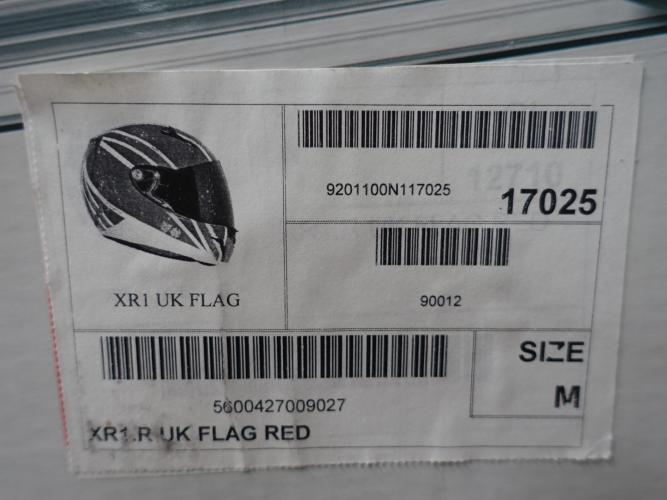 9201100N117025
17025
XR1 UK FLAG
90012
SIZE
M
5600427009027
XR1.R UK FLAG RED